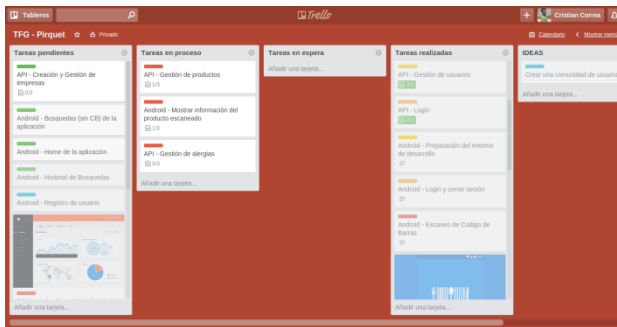 Tableros
Trello
Cristian Correa
TFG - Pirquet
Privado
Calendario
Mostrar menú
Tareas pendientes
API - Creación y Gestión de
empresas
0/3
Android - Busquedas (sin CB) de la
aplicación
Android - Home de la aplicación
Android - Historial de Busquedas
Android - Registro de usuario
Añadir una tarjeta...
Tareas en proceso
API - Gestión de productos
1/3
Android - Mostrar información del
producto escaneado
1/3
API - Gestión de alergias
0/3
Añadir una tarjeta...
Tareas en espera
Añadir una tarjeta...
Tareas realizadas
API - Gestión de usuarios
API - Login
Android - Preparación del entorno
de desarrollo
Android - Login y cerrar sesión
Android - Escaneo de Codigo de
Barras
Añadir una tarjeta...
IDEAS
Crear una comunidad de usuario
Añadir una tarjeta...